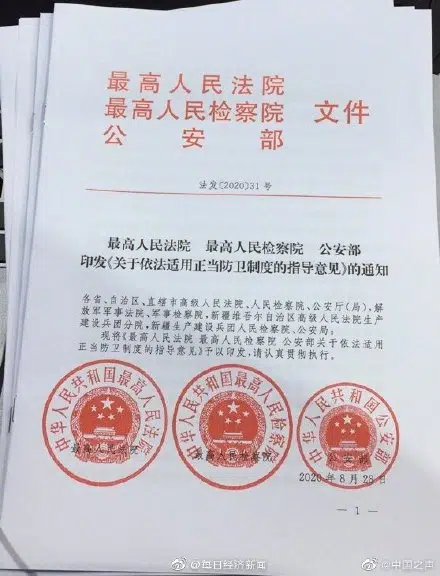 最高人民法院
最高人民检察院 文件
公安部
法发〔2020〕31号
最高人民法院 最高人民检察院 公安部
印发《关于依法适用正当防卫制度的指导意见》的通知
各省、自治区、直辖市高级人民法院、人民检察院、公安厅(局),解
放军军事法院、军事检察院,新疆维吾尔自治区高级人民法院生产
建设兵团分院,新疆生产建设兵团人民检察院、公安局:
现将《最高人民法院 最高人民检察院 公安部关于依法适用
正当防卫制度的指导意见》予以印发,请认真贯彻执行。
中华人民共和国最高人民法院
中华人民共和国最高人民检察院
中华人民共和国公安部
最高人民法院 最高人民检察院 公安部
2020年8月28日
— 1 —
@每日经济新闻 @中国之声